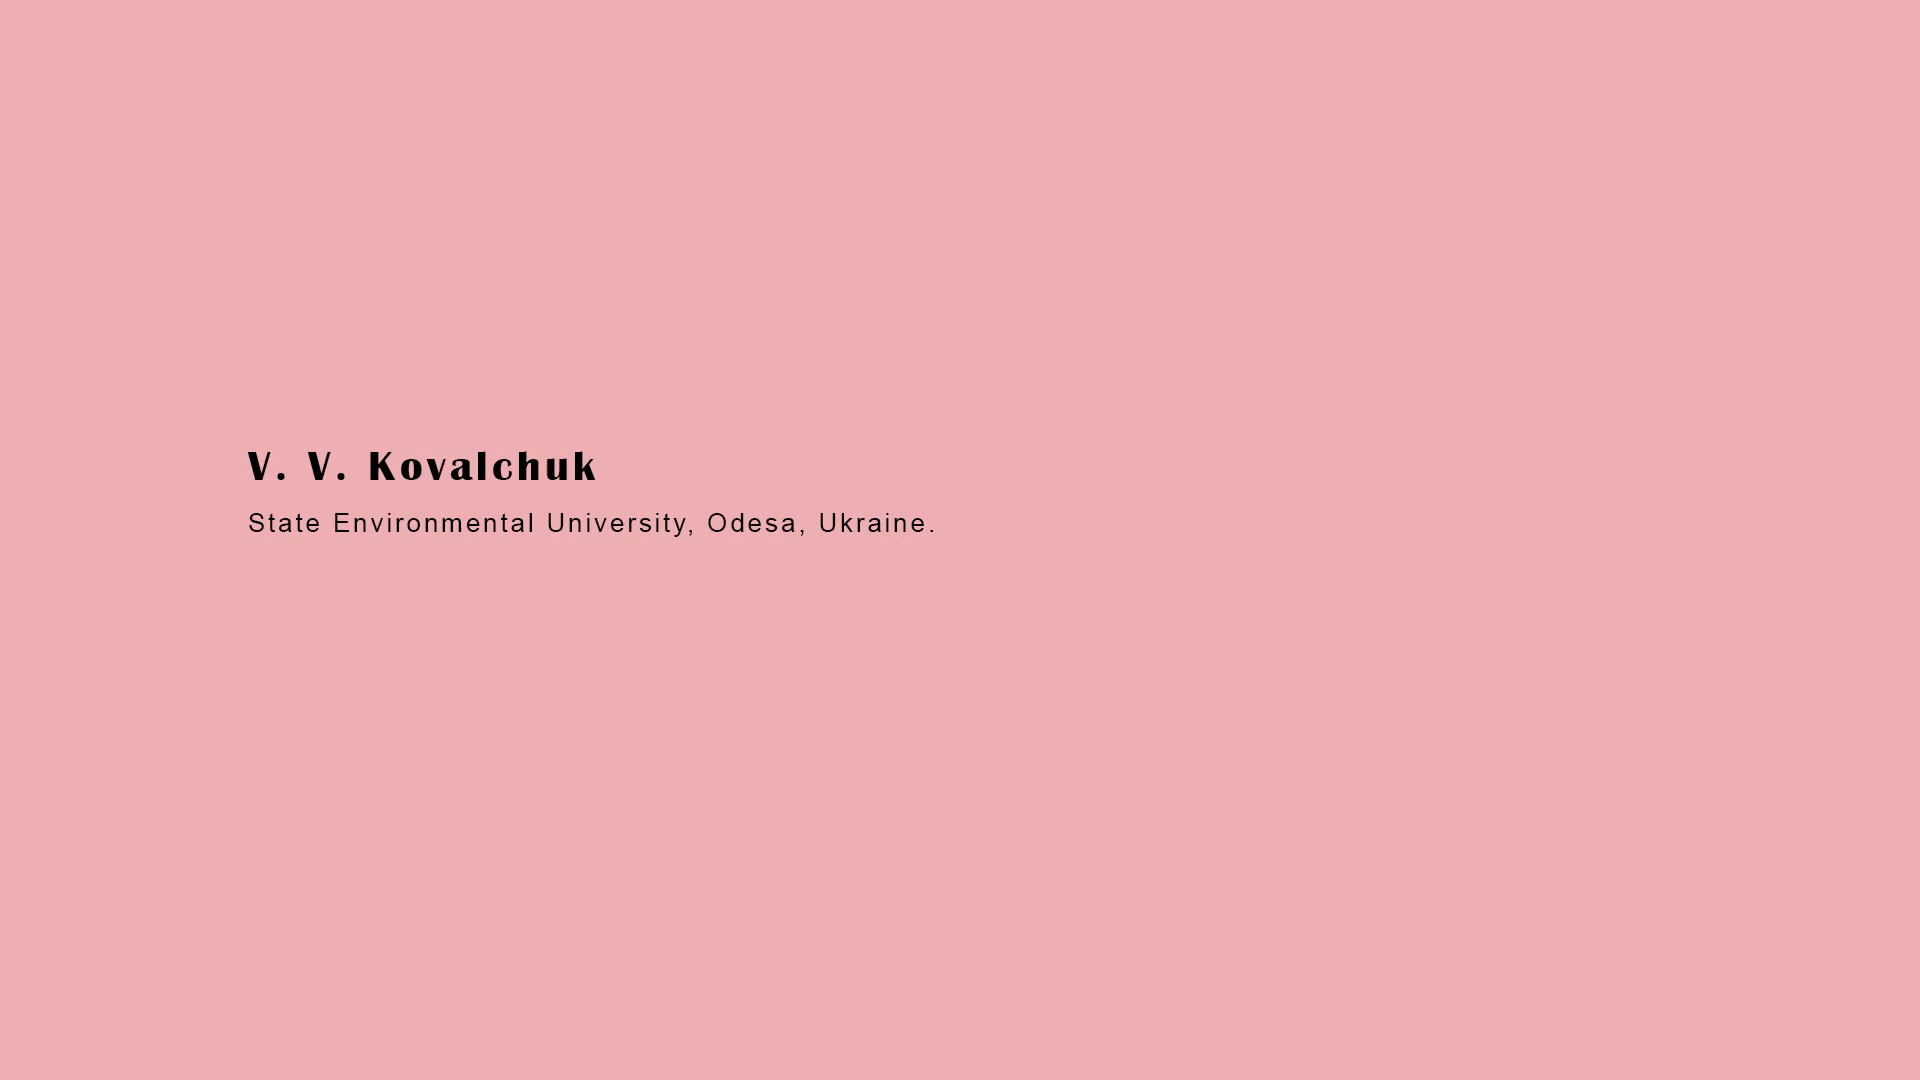 V. V. Kovalchuk
State Environmental University, Odesa, Ukraine.